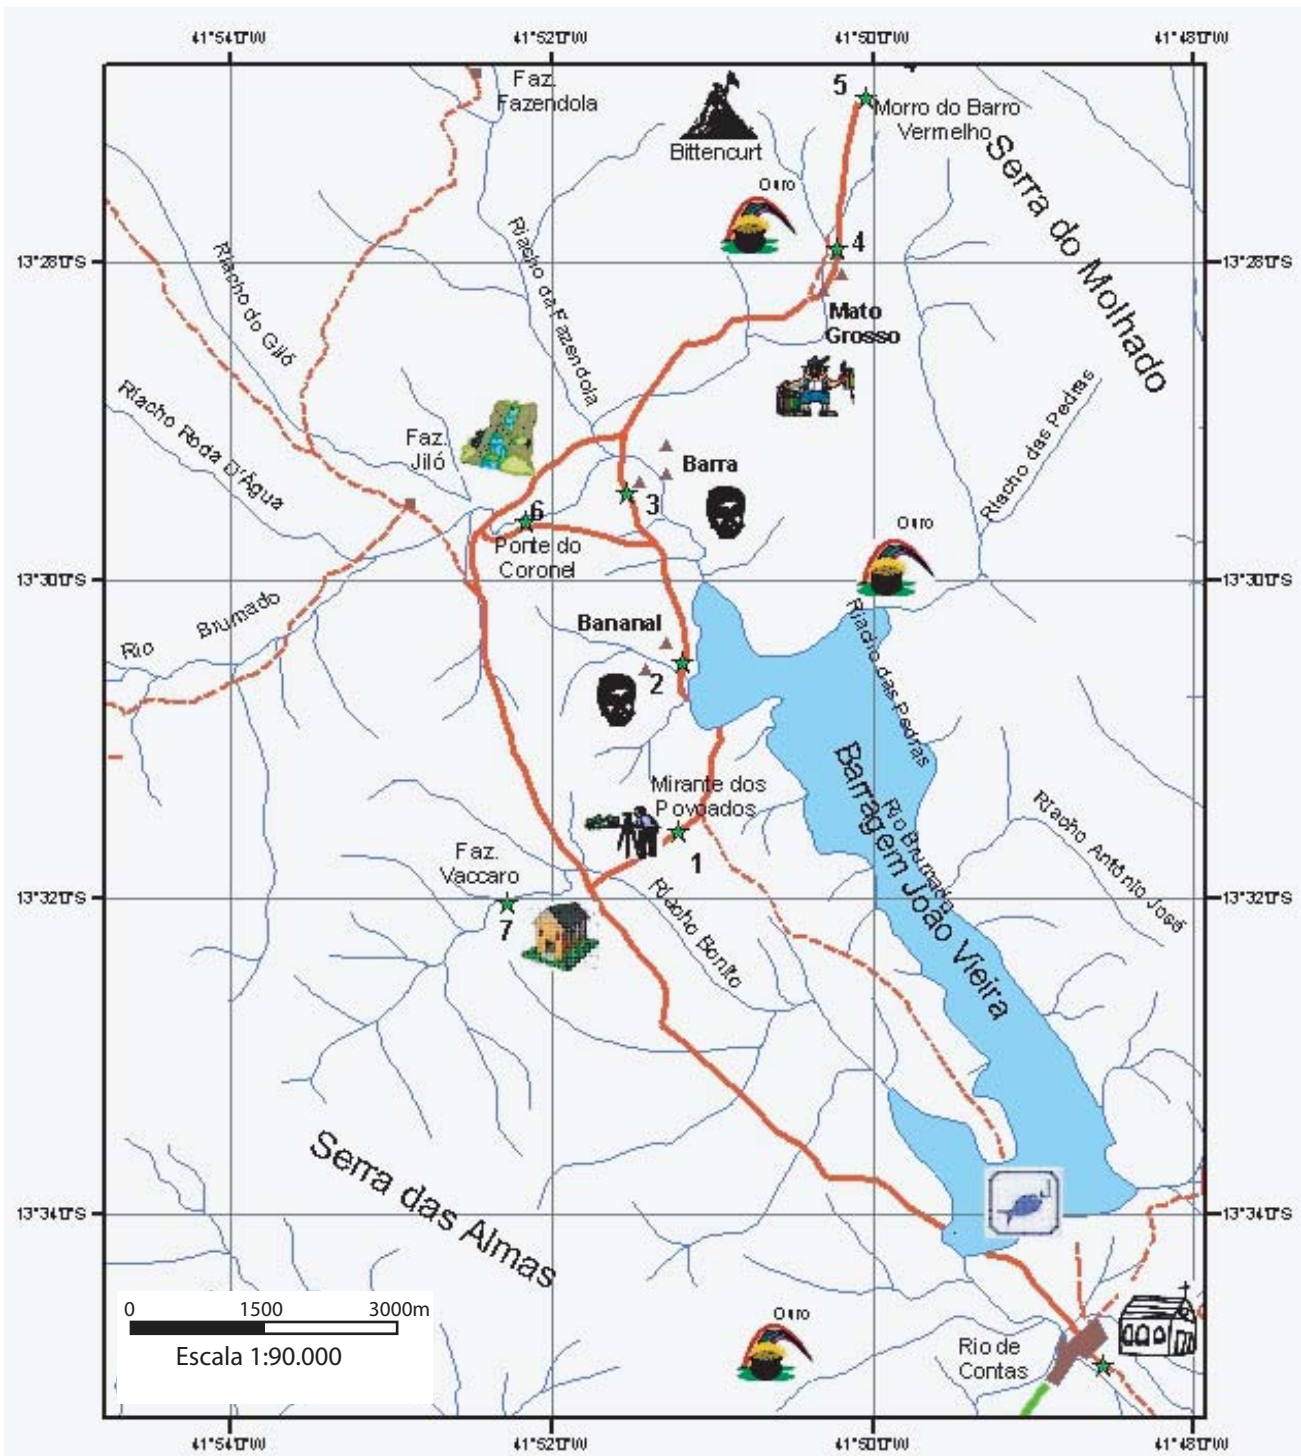 41°54'0"W
41°52'0"W
41°50'0"W
41°48'0"W
Faz.
Fazendola
5
Morro do Barro
Vermelho
Bittencurt
Ouro
Serra do Molhado
4
13°28'0"S
13°28'0"S
Riacho do Giló
Riacho da Fazendola
Mato
Grosso
Riacho Roda D'Água
Faz.
Jiló
Barra
Riacho das Pedras
3
6
Ouro
Ponte do
Coronel
13°30'0"S
13°30'0"S
Rio Brumado
Bananal
2
Riacho das Pedras
Mirante dos
Povoados
1
Barragem João Vieira
Rio Brumado
Riacho Antônio José
Faz.
Vaccaro
7
Riacho Bonito
13°32'0"S
13°32'0"S
Serra das Almas
13°34'0"S
13°34'0"S
0 1500 3000m
Escala 1:90.000
Ouro
Rio de
Contas
41°54'0"W
41°52'0"W
41°50'0"W
41°48'0"W